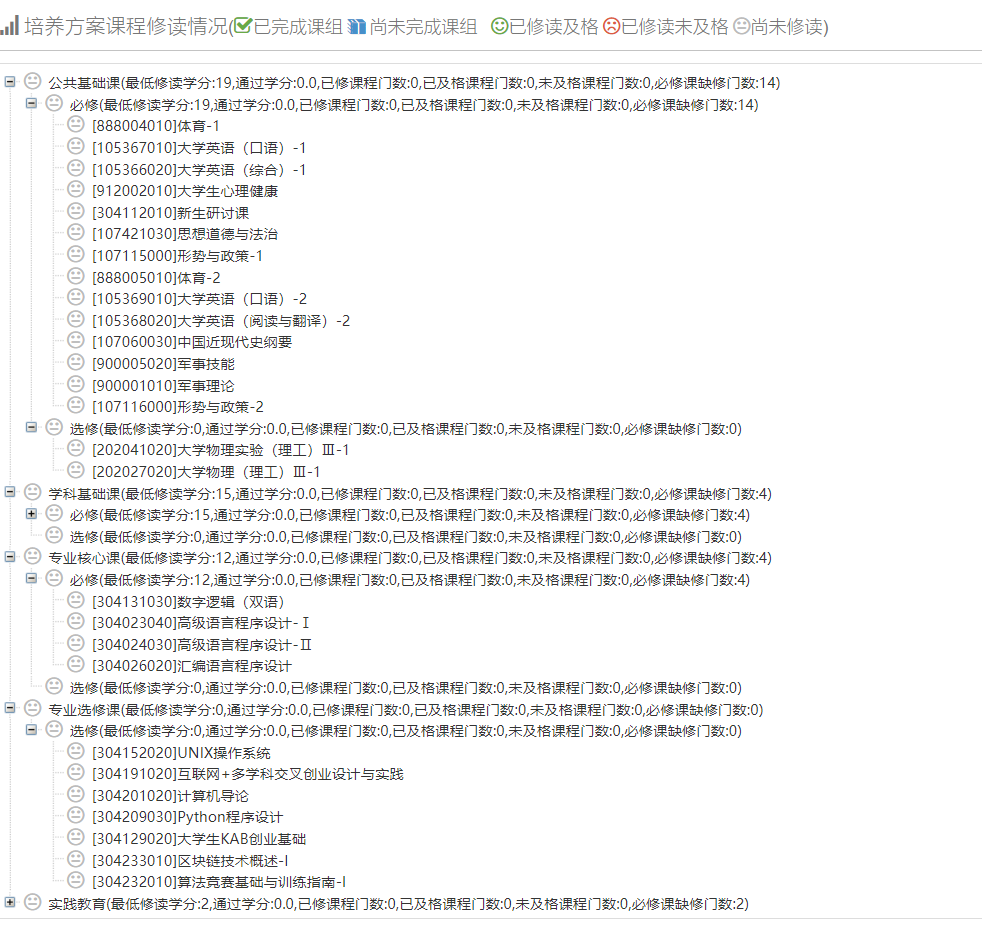 培养方案课程修读情况(已完成课组 尚未完成课组 已修读及格 已修读未及格 尚未修读)
公共基础课(最低修读学分:19,通过学分:0.0,已修课程门数:0,已及格课程门数:0,未及格课程门数:0,必修课缺修门数:14)
必修(最低修读学分:19,通过学分:0.0,已修课程门数:0,已及格课程门数:0,未及格课程门数:0,必修课缺修门数:14)
[888004010]体育-1
[105367010]大学英语（口语）-1
[105366020]大学英语（综合）-1
[912002010]大学生心理健康
[304112010]新生研讨课
[107421030]思想道德与法治
[107115000]形势与政策-1
[888005010]体育-2
[105369010]大学英语（口语）-2
[105368020]大学英语（阅读与翻译）-2
[107060030]中国近现代史纲要
[900005020]军事技能
[900001010]军事理论
[107116000]形势与政策-2
选修(最低修读学分:0,通过学分:0.0,已修课程门数:0,已及格课程门数:0,未及格课程门数:0,必修课缺修门数:0)
[202041020]大学物理实验（理工）Ⅲ-1
[202027020]大学物理（理工）Ⅲ-1
学科基础课(最低修读学分:15,通过学分:0.0,已修课程门数:0,已及格课程门数:0,未及格课程门数:0,必修课缺修门数:4)
必修(最低修读学分:15,通过学分:0.0,已修课程门数:0,已及格课程门数:0,未及格课程门数:0,必修课缺修门数:4)
选修(最低修读学分:0,通过学分:0.0,已修课程门数:0,已及格课程门数:0,未及格课程门数:0,必修课缺修门数:0)
专业核心课(最低修读学分:12,通过学分:0.0,已修课程门数:0,已及格课程门数:0,未及格课程门数:0,必修课缺修门数:4)
必修(最低修读学分:12,通过学分:0.0,已修课程门数:0,已及格课程门数:0,未及格课程门数:0,必修课缺修门数:4)
[304131030]数字逻辑（双语）
[304023040]高级语言程序设计-Ⅰ
[304024030]高级语言程序设计-Ⅱ
[304026020]汇编语言程序设计
选修(最低修读学分:0,通过学分:0.0,已修课程门数:0,已及格课程门数:0,未及格课程门数:0,必修课缺修门数:0)
专业选修课(最低修读学分:0,通过学分:0.0,已修课程门数:0,已及格课程门数:0,未及格课程门数:0,必修课缺修门数:0)
选修(最低修读学分:0,通过学分:0.0,已修课程门数:0,已及格课程门数:0,未及格课程门数:0,必修课缺修门数:0)
[304152020]UNIX操作系统
[304191020]互联网+多学科交叉创业设计与实践
[304201020]计算机导论
[304209030]Python程序设计
[304129020]大学生KAB创业基础
[304233010]区块链技术概述-I
[304232010]算法竞赛基础与训练指南-I
实践教育(最低修读学分:2,通过学分:0.0,已修课程门数:0,已及格课程门数:0,未及格课程门数:0,必修课缺修门数:2)